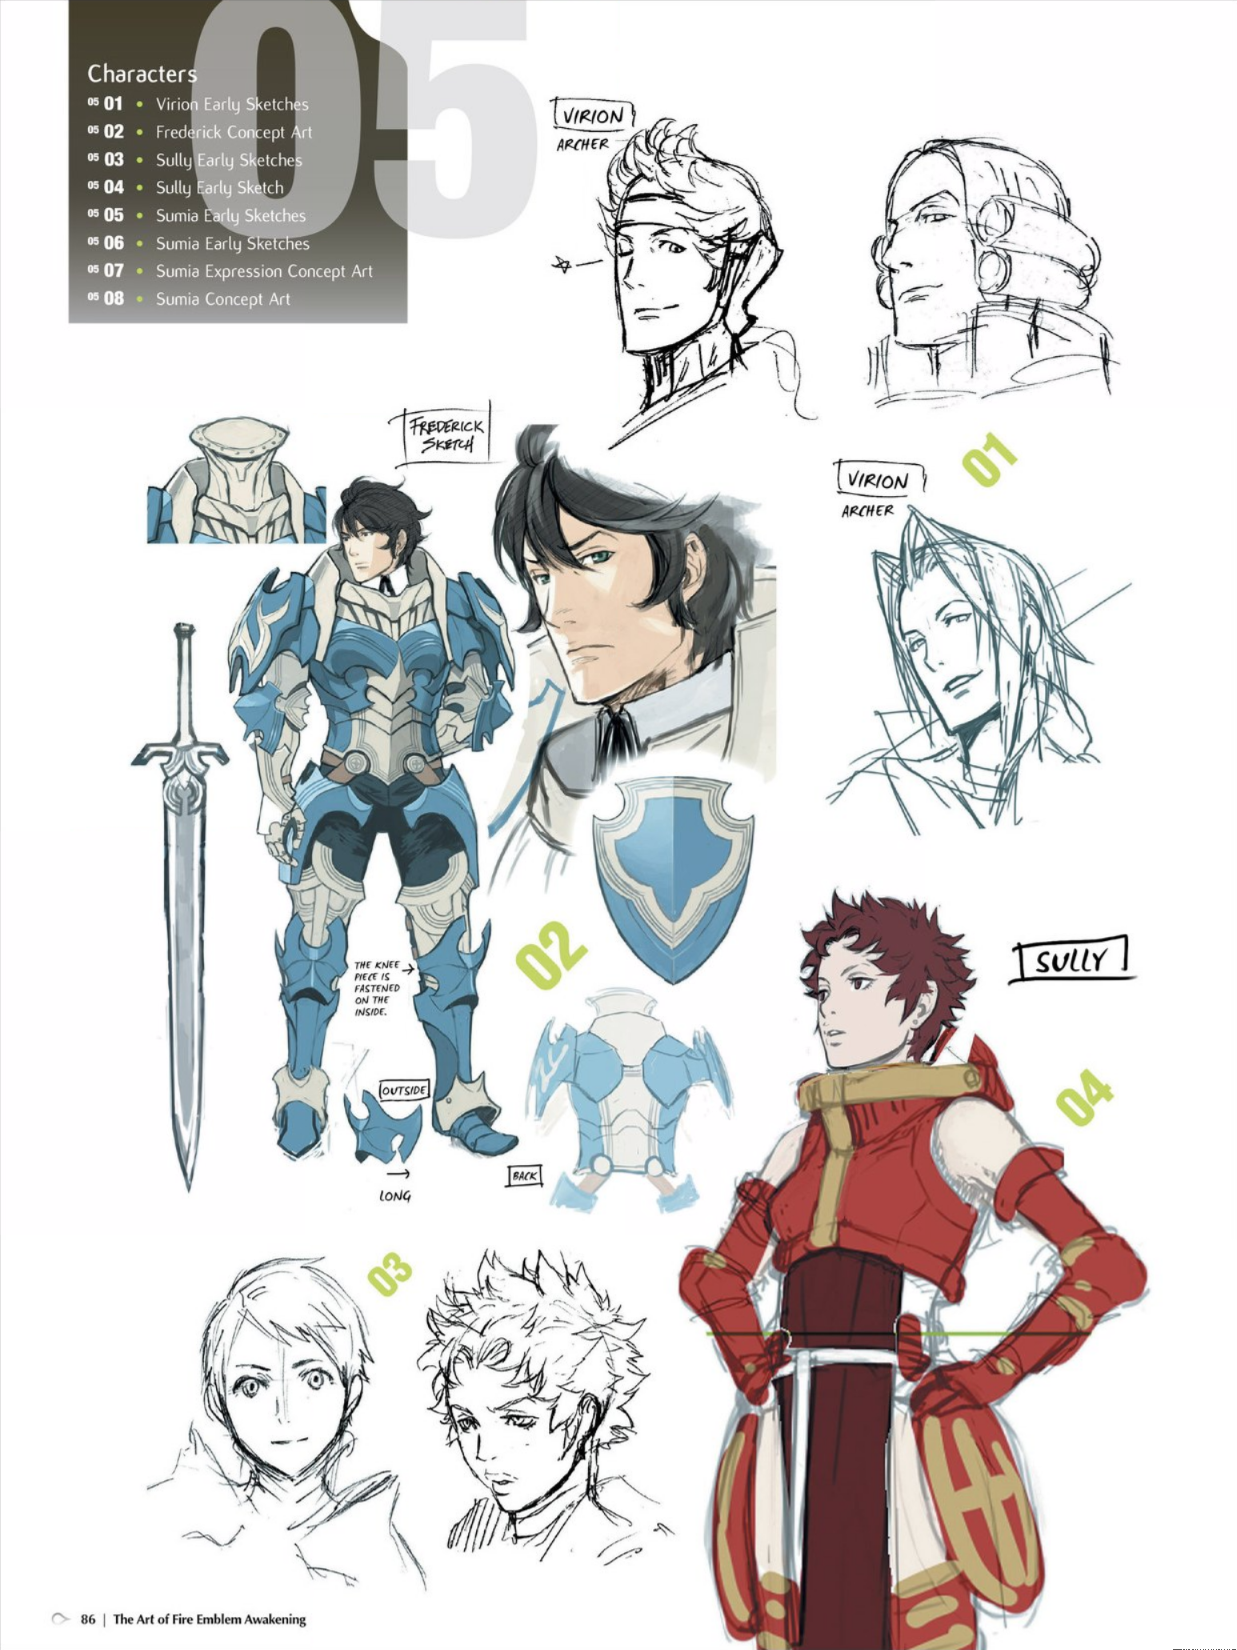 05
Characters
05 01 • Virion Early Sketches
05 02 • Frederick Concept Art
05 03 • Sully Early Sketches
05 04 • Sully Early Sketch
05 05 • Sumia Early Sketches
05 06 • Sumia Early Sketches
05 07 • Sumia Expression Concept Art
05 08 • Sumia Concept Art
VIRION
ARCHER
01
FREDERICK
SKETCH
VIRION
ARCHER
02
THE KNEE
PIECE IS
FASTENED
ON THE
INSIDE.
OUTSIDE
LONG
BACK
SULLY
04
03
86 | The Art of Fire Emblem Awakening